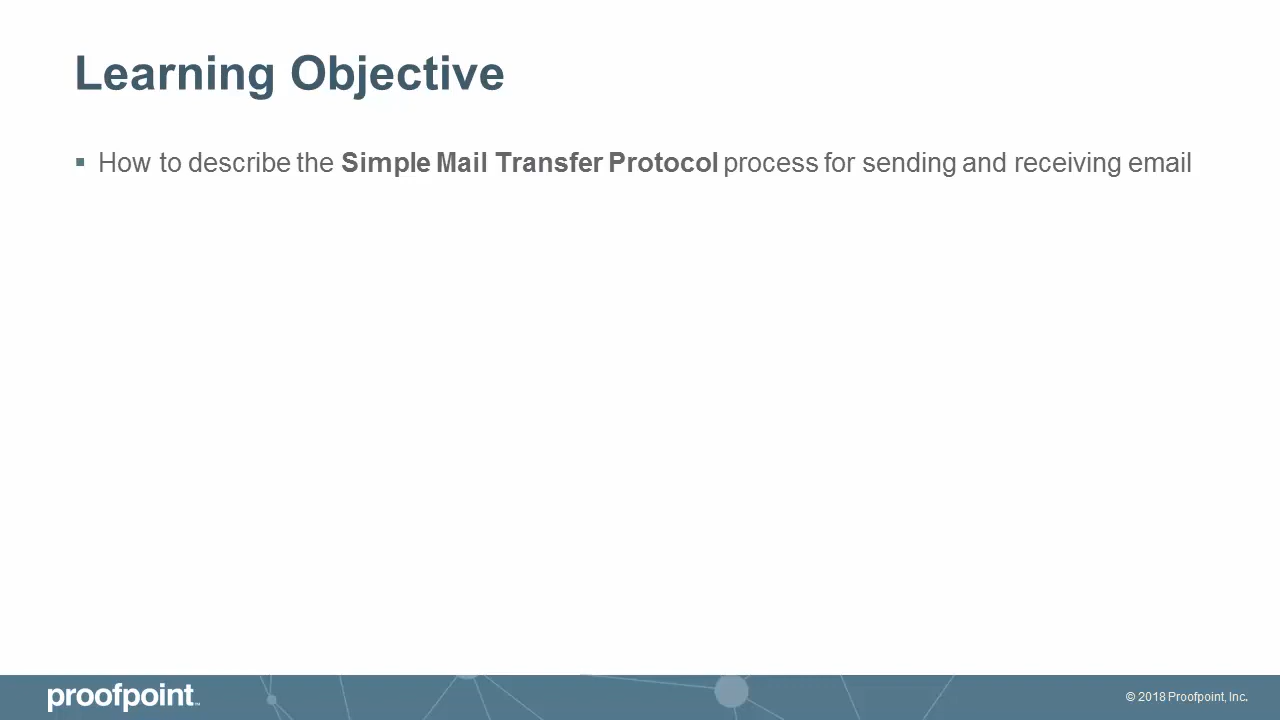 Learning Objective
▪ How to describe the Simple Mail Transfer Protocol process for sending and receiving email
proofpoint™
© 2018 Proofpoint, Inc.